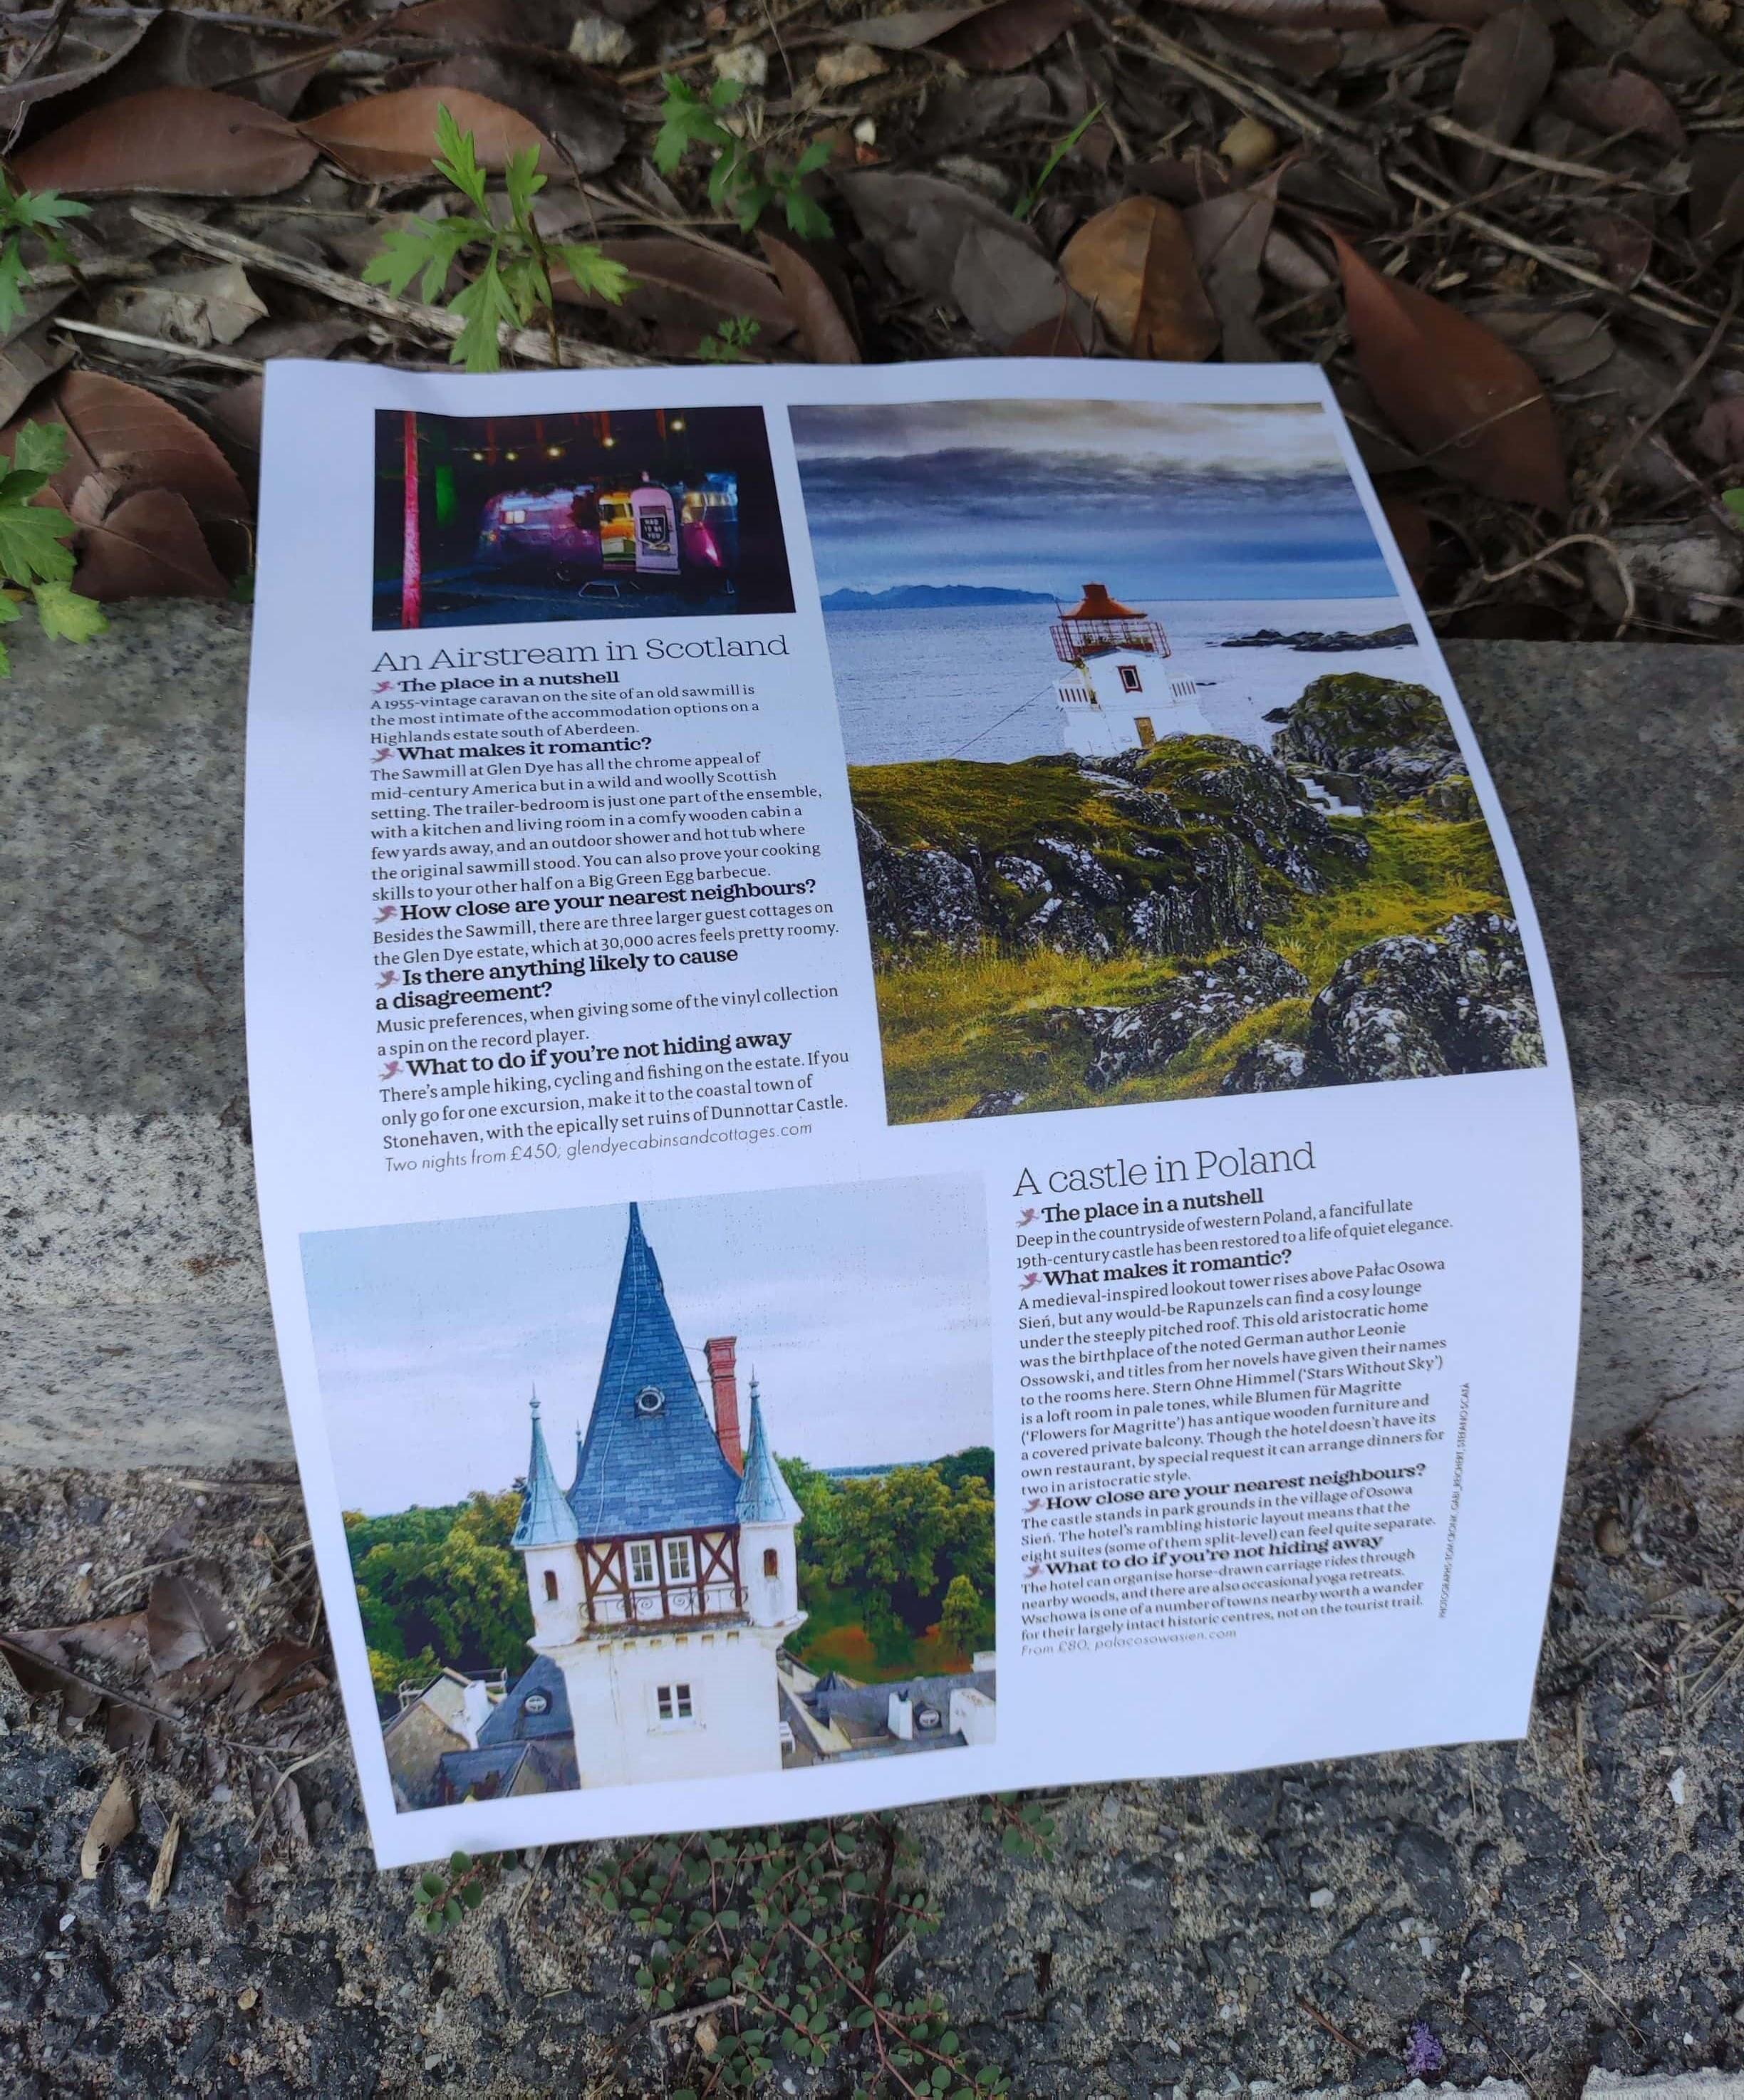 HAD
TO BE
YOU
An Airstream in Scotland
The place in a nutshell
A 1955-vintage caravan on the site of an old sawmill is
the most intimate of the accommodation options on a
Highlands estate south of Aberdeen.
What makes it romantic?
The Sawmill at Glen Dye has all the chrome appeal of
mid-century America but in a wild and woolly Scottish
setting. The trailer-bedroom is just one part of the ensemble,
with a kitchen and living room in a comfy wooden cabin a
few yards away, and an outdoor shower and hot tub where
the original sawmill stood. You can also prove your cooking
skills to your other half on a Big Green Egg barbecue.
How close are your nearest neighbours?
Besides the Sawmill, there are three larger guest cottages on
the Glen Dye estate, which at 30,000 acres feels pretty roomy.
Is there anything likely to cause
a disagreement?
Music preferences, when giving some of the vinyl collection
a spin on the record player.
What to do if you're not hiding away
There's ample hiking, cycling and fishing on the estate. If you
only go for one excursion, make it to the coastal town of
Stonehaven, with the epically set ruins of Dunnottar Castle.
Two nights from £450; glendyecabinsandcottages.com
A castle in Poland
The place in a nutshell
Deep in the countryside of western Poland, a fanciful late
19th-century castle has been restored to a life of quiet elegance.
What makes it romantic?
A medieval-inspired lookout tower rises above Pałac Osowa
Sień, but any would-be Rapunzels can find a cosy lounge
under the steeply pitched roof. This old aristocratic home
was the birthplace of the noted German author Leonie
Ossowski, and titles from her novels have given their names
to the rooms here. Stern Ohne Himmel ('Stars Without Sky')
is a loft room in pale tones, while Blumen für Magritte
('Flowers for Magritte') has antique wooden furniture and
a covered private balcony. Though the hotel doesn't have its
own restaurant, by special request it can arrange dinners for
two in aristocratic style.
How close are your nearest neighbours?
The castle stands in park grounds in the village of Osowa
Sień. The hotel's rambling historic layout means that the
eight suites (some of them split-level) can feel quite separate.
What to do if you're not hiding away
The hotel can organise horse-drawn carriage rides through
nearby woods, and there are also occasional yoga retreats.
Wschowa is one of a number of towns nearby worth a wander
for their largely intact historic centres, not on the tourist trail.
From £80; palacosowasien.com
PHOTOGRAPHS: STEFANO SCATÀ